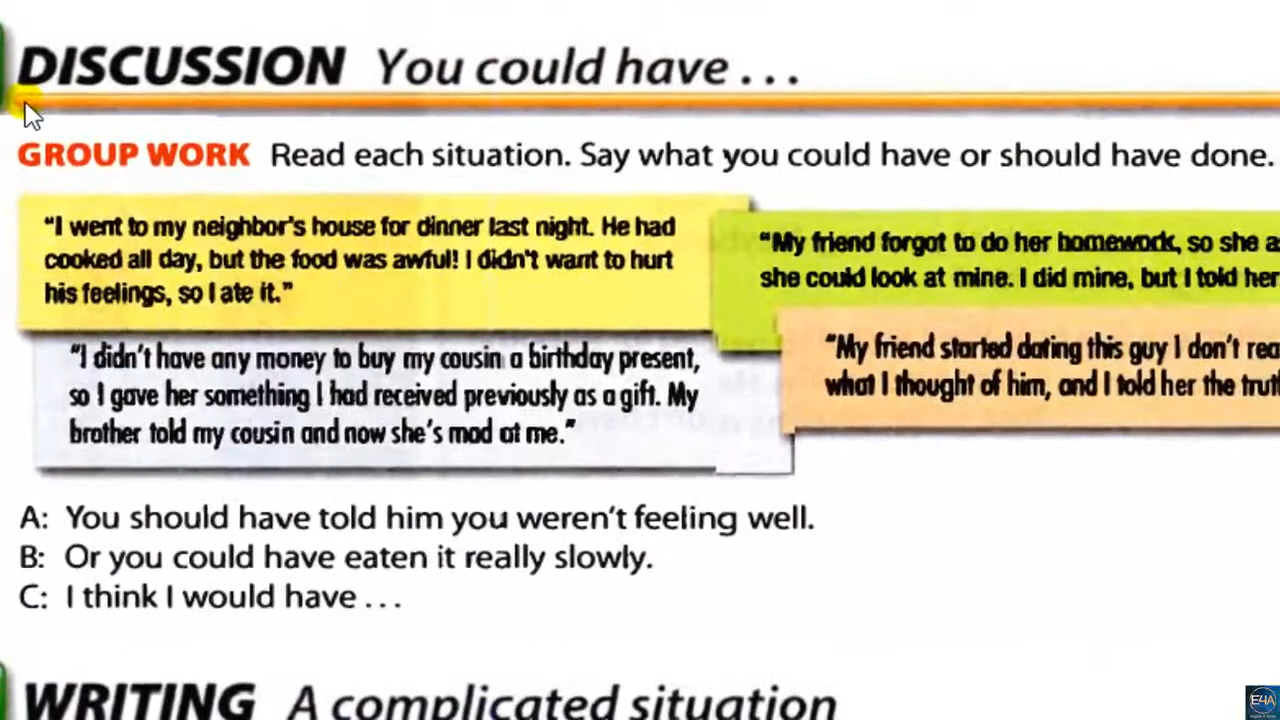 DISCUSSION You could have . . .
GROUP WORK Read each situation. Say what you could have or should have done.
"I went to my neighbor's house for dinner last night. He had
cooked all day, but the food was awful! I didn't want to hurt
his feelings, so I ate it."
"My friend forgot to do her homework, so she
she could look at mine. I did mine, but I told her
"I didn't have any money to buy my cousin a birthday present,
so I gave her something I had received previously as a gift. My
brother told my cousin and now she's mad at me."
"My friend started dating this guy I don't
what I thought of him, and I told her the
A: You should have told him you weren't feeling well.
B: Or you could have eaten it really slowly.
C: I think I would have . . .
WRITING A complicated situation
E4A